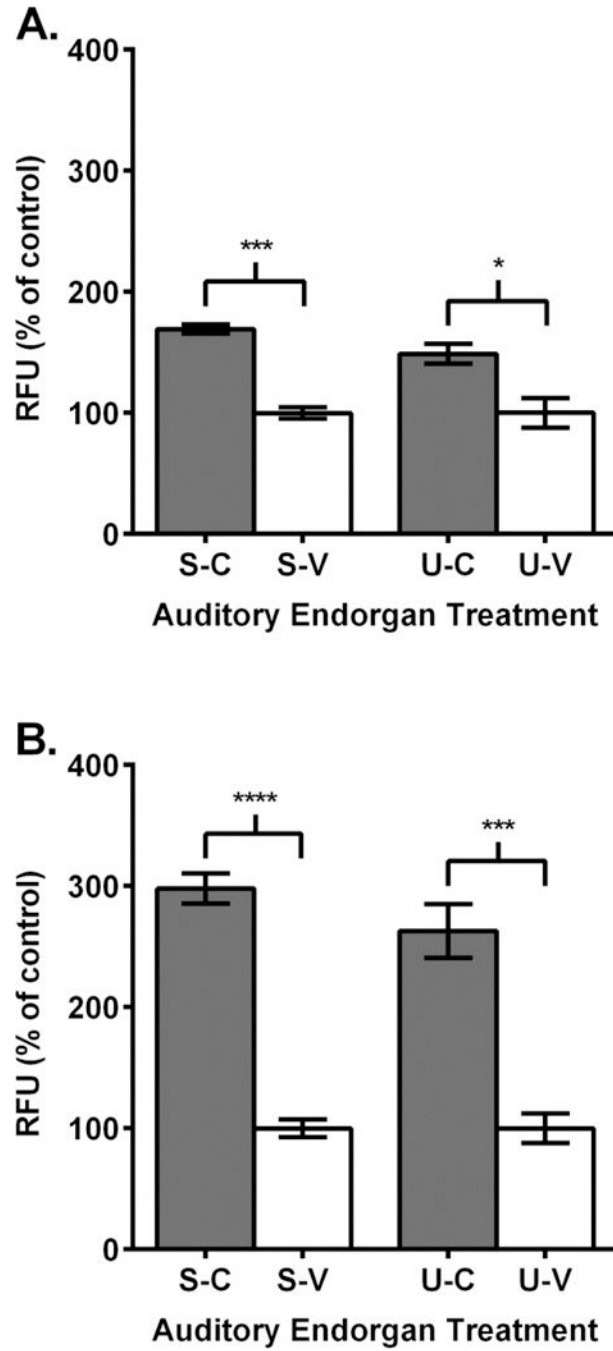 A.
400
300
200
100
0
RFU (% of control)
***
*
S-C S-V U-C U-V
Auditory Endorgan Treatment
B.
400
300
200
100
0
RFU (% of control)
****
***
S-C S-V U-C U-V
Auditory Endorgan Treatment